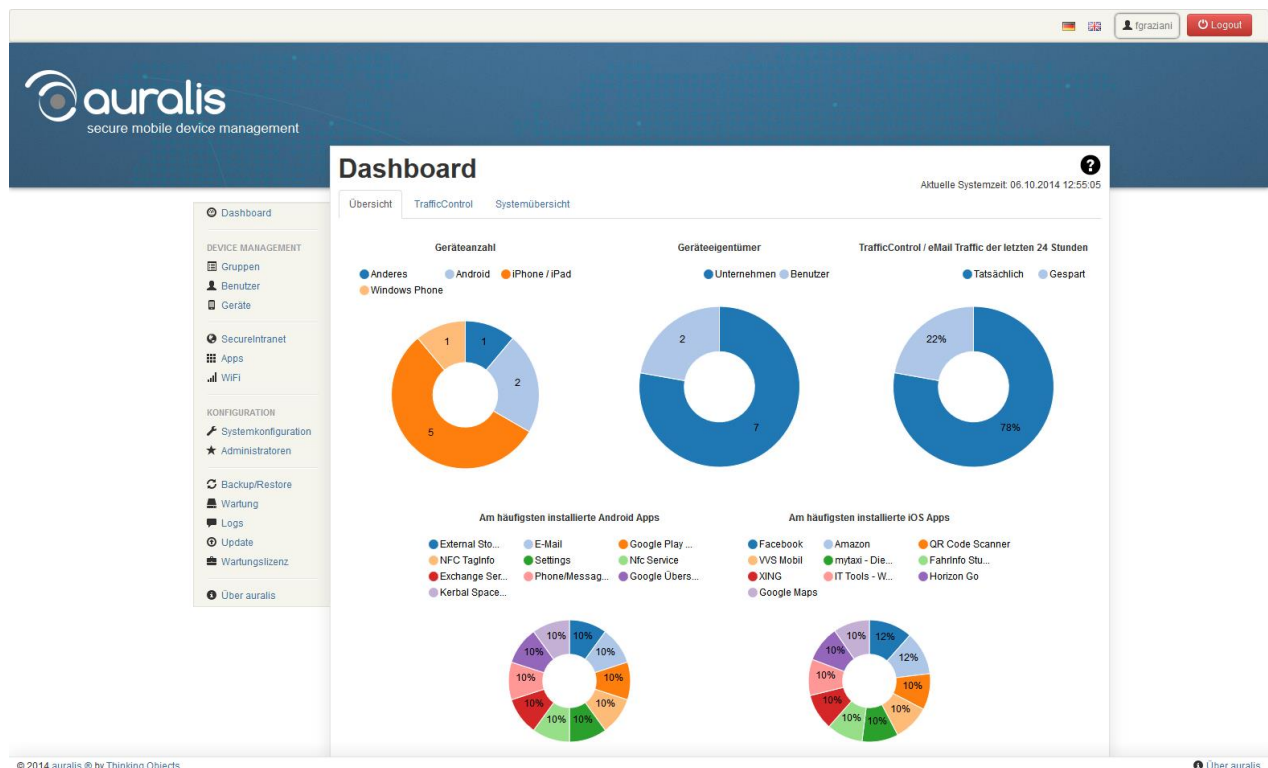 fgraziani Logout
auralis
secure mobile device management
Dashboard
Aktuelle Systemzeit: 06.10.2014 12:55:05
Übersicht TrafficControl Systemübersicht
Dashboard
DEVICE MANAGEMENT
Gruppen
Benutzer
Geräte
SecureIntranet
Apps
WiFi
KONFIGURATION
Systemkonfiguration
Administratoren
Backup/Restore
Wartung
Logs
Update
Wartungslizenz
Über auralis
Geräteanzahl
Anderes Android iPhone / iPad
Windows Phone
1 1
2
5
Geräteeigentümer
Unternehmen Benutzer
2
7
TrafficControl / eMail Traffic der letzten 24 Stunden
Tatsächlich Gespart
22%
78%
Am häufigsten installierte Android Apps
External Sto... E-Mail Google Play ...
NFC TagInfo Settings Nfc Service
Exchange Ser... Phone/Messag... Google Übers...
Kerbal Space...
10% 10%
10% 10%
10% 10%
10% 10%
10% 10%
Am häufigsten installierte iOS Apps
Facebook Amazon QR Code Scanner
VVS Mobil mytaxi - Die... FahrInfo Stu...
XING IT Tools - W... Horizon Go
Google Maps
10% 12%
10% 12%
10% 10%
10% 10%
10% 10%
© 2014 auralis ® by Thinking Objects
Über auralis